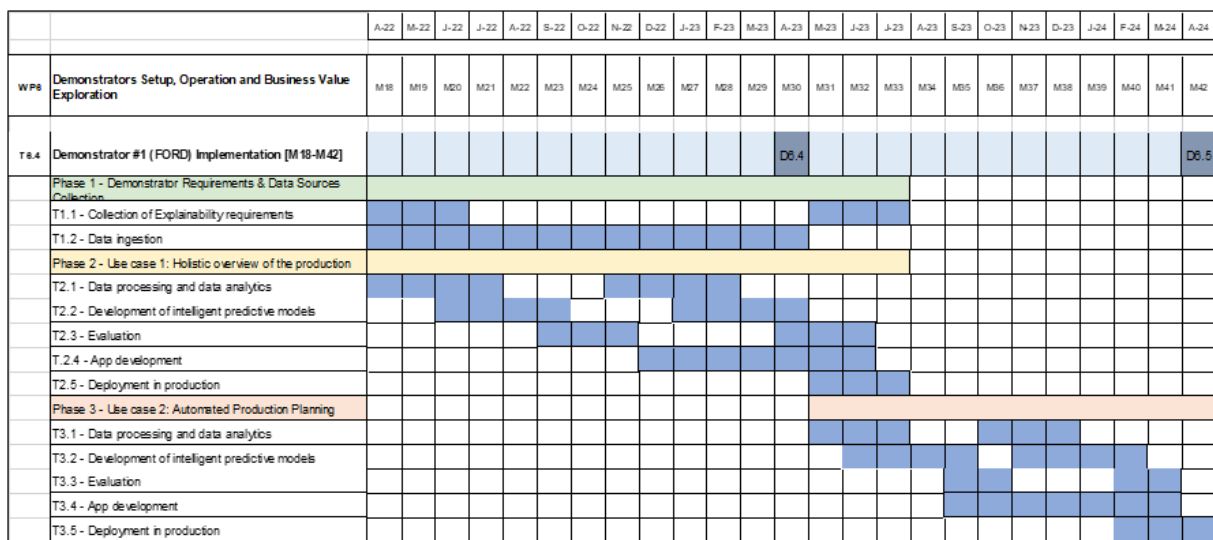 A-22 M-22 J-22 J-22 A-22 S-22 O-22 N-22 D-22 J-23 F-23 M-23 A-23 M-23 J-23 J-23 A-23 S-23 O-23 N-23 D-23 J-24 F-24 M-24 A-24
WP6 Demonstrators Setup, Operation and Business Value
Exploration
M18 M19 M20 M21 M22 M23 M24 M25 M26 M27 M28 M29 M30 M31 M32 M33 M34 M35 M36 M37 M38 M39 M40 M41 M42
T6.4 Demonstrator #1 (FORD) Implementation [M18-M42] D6.4 D6.5
Phase 1 - Demonstrator Requirements & Data Sources
Collection
T1.1 - Collection of Explainability requirements
T1.2 - Data ingestion
Phase 2 - Use case 1: Holistic overview of the production
T2.1 - Data processing and data analytics
T2.2 - Development of intelligent predictive models
T2.3 - Evaluation
T.2.4 - App development
T2.5 - Deployment in production
Phase 3 - Use case 2: Automated Production Planning
T3.1 - Data processing and data analytics
T3.2 - Development of intelligent predictive models
T3.3 - Evaluation
T3.4 - App development
T3.5 - Deployment in production